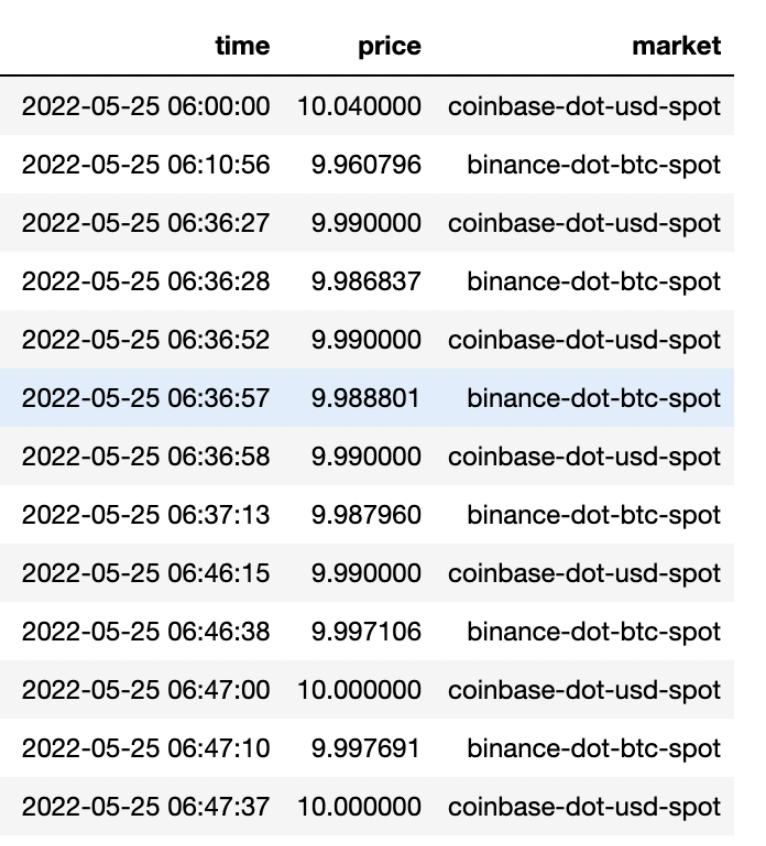 time price market
2022-05-25 06:00:00 10.040000 coinbase-dot-usd-spot
2022-05-25 06:10:56 9.960796 binance-dot-btc-spot
2022-05-25 06:36:27 9.990000 coinbase-dot-usd-spot
2022-05-25 06:36:28 9.986837 binance-dot-btc-spot
2022-05-25 06:36:52 9.990000 coinbase-dot-usd-spot
2022-05-25 06:36:57 9.988801 binance-dot-btc-spot
2022-05-25 06:36:58 9.990000 coinbase-dot-usd-spot
2022-05-25 06:37:13 9.987960 binance-dot-btc-spot
2022-05-25 06:46:15 9.990000 coinbase-dot-usd-spot
2022-05-25 06:46:38 9.997106 binance-dot-btc-spot
2022-05-25 06:47:00 10.000000 coinbase-dot-usd-spot
2022-05-25 06:47:10 9.997691 binance-dot-btc-spot
2022-05-25 06:47:37 10.000000 coinbase-dot-usd-spot